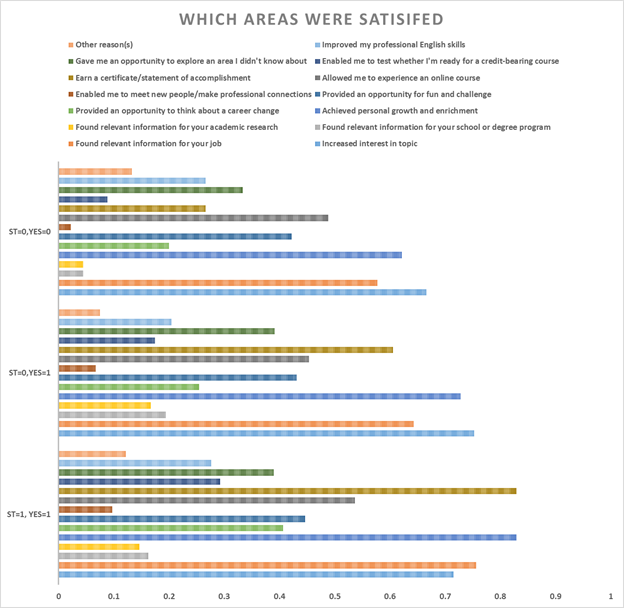 WHICH AREAS WERE SATISIFED
Other reason(s) Improved my professional English skills
Gave me an opportunity to explore an area I didn't know about Enabled me to test whether I'm ready for a credit-bearing course
Earn a certificate/statement of accomplishment Allowed me to experience an online course
Enabled me to meet new people/make professional connections Provided an opportunity for fun and challenge
Provided an opportunity to think about a career change Achieved personal growth and enrichment
Found relevant information for your academic research Found relevant information for your school or degree program
Found relevant information for your job Increased interest in topic
ST=0,YES=0
ST=0,YES=1
ST=1, YES=1
0 0.1 0.2 0.3 0.4 0.5 0.6 0.7 0.8 0.9 1